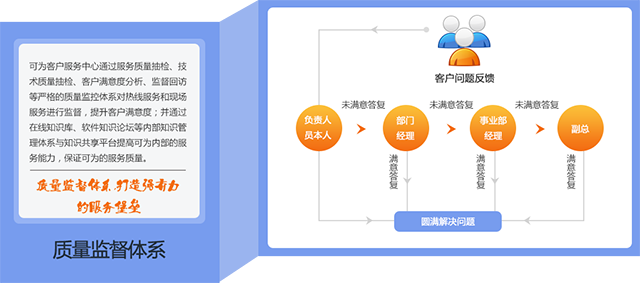 可为客户服务中心通过服务质量抽检、技
术质量抽检、客户满意度分析、监督回访
等严格的质量监控体系对热线服务和现场
服务进行监督，提升客户满意度；并通过
在线知识库、软件知识论坛等内部知识管
理体系与知识共享平台提高可为内部的服
务能力，保证可为的服务质量。
质量监督体系,打造强有力
的服务堡垒
质量监督体系
客户问题反馈
未满意答复
未满意答复
未满意答复
负责人
员本人
部门
经理
事业部
经理
副总
满意答复
满意答复
满意答复
圆满解决问题